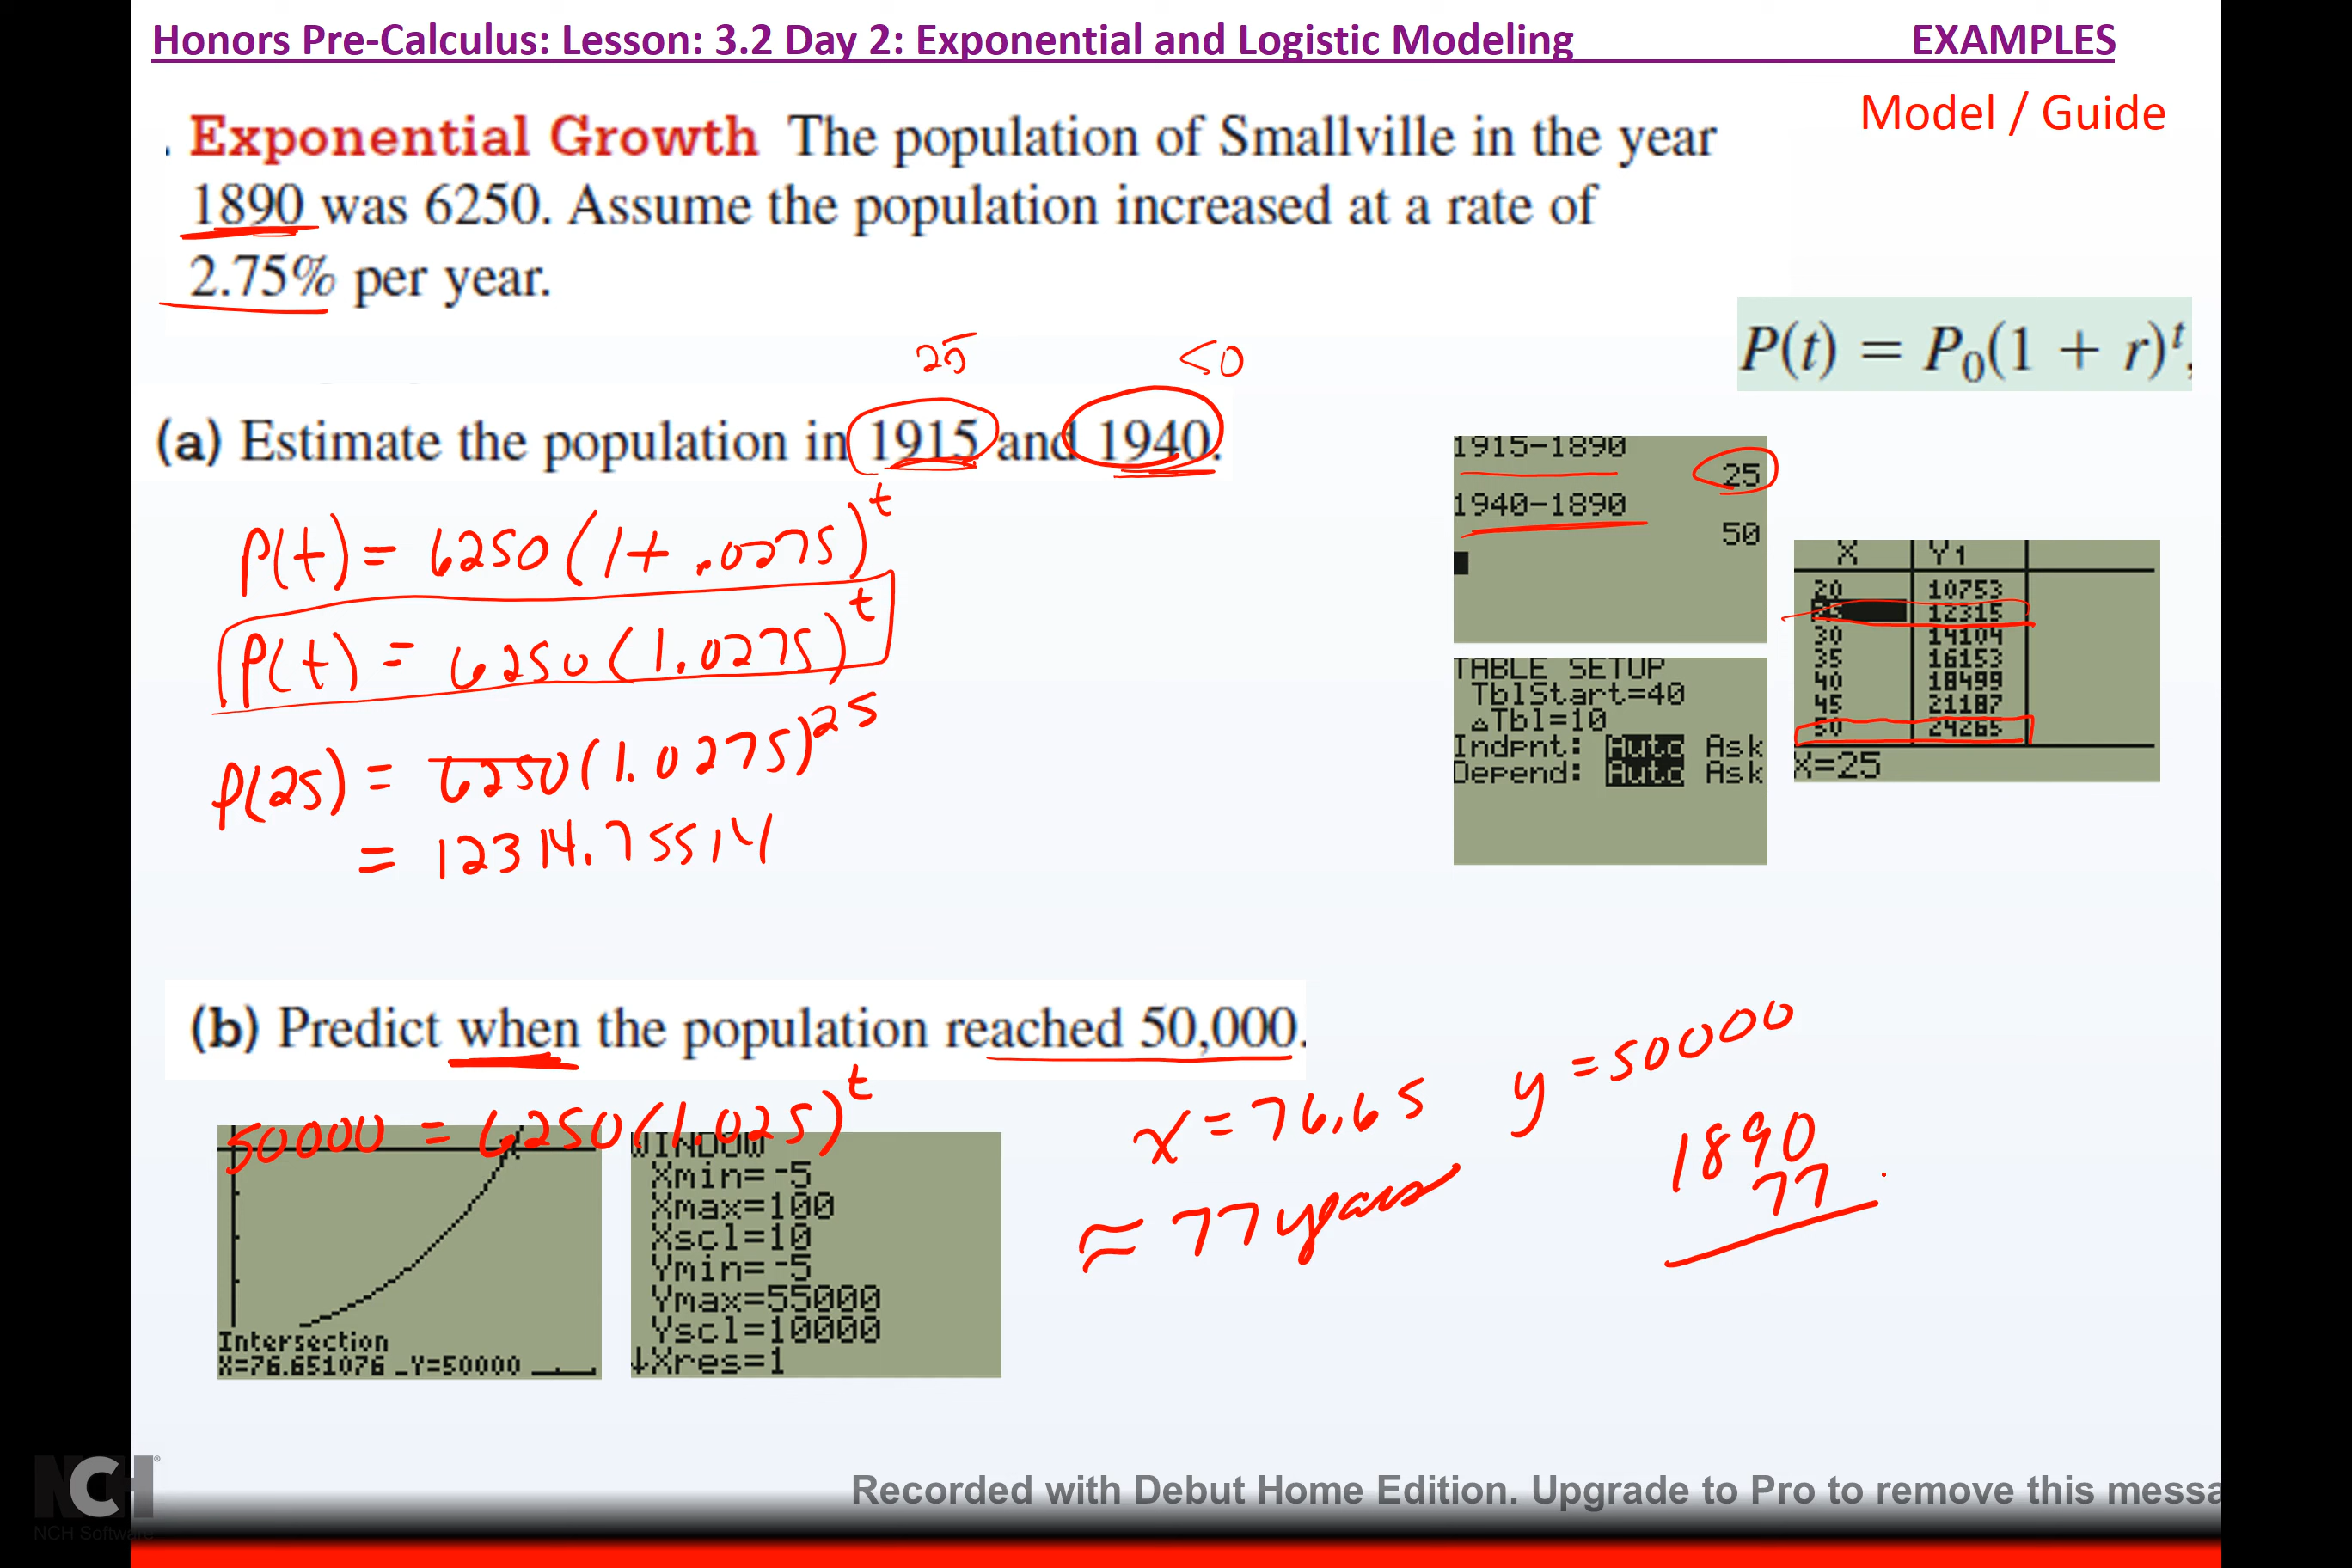 Honors Pre-Calculus: Lesson: 3.2 Day 2: Exponential and Logistic Modeling EXAMPLES
Model / Guide
. Exponential Growth The population of Smallville in the year
1890 was 6250. Assume the population increased at a rate of
2.75% per year.
P(t) = P₀(1 + r)ᵗ,
25 50
(a) Estimate the population in 1915 and 1940.
P(t) = 6250 (1 + .0275)^t
P(t) = 6250 (1.0275)^t
P(25) = 6250 (1.0275)^25
= 12314.75514
1915-1890
25
1940-1890
50
TABLE SETUP
TblStart=40
△Tbl=10
Indpnt: Auto Ask
Depend: Auto Ask
X Y1
20 10753
25 12315
30 14104
35 16153
40 18499
45 21187
50 24265
X=25
(b) Predict when the population reached 50,000.
50000 = 6250 (1.025)^t
x = 76.65 y = 50000
≈ 77 years
1890
77
Intersection
X=76.651076 Y=50000
WINDOW
Xmin=-5
Xmax=100
Xscl=10
Ymin=-5
Ymax=55000
Yscl=10000
↓Xres=1
NCH®
NCH Software
Recorded with Debut Home Edition. Upgrade to Pro to remove this messa